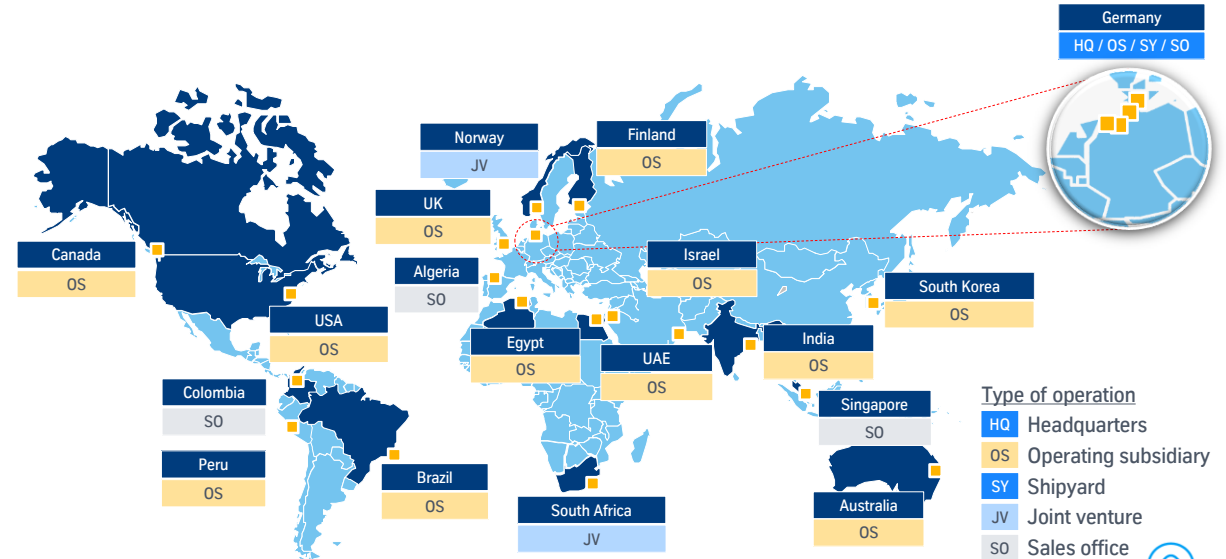 Germany
HQ / OS / SY / SO
Norway
JV
Finland
OS
UK
OS
Canada
OS
Algeria
SO
Israel
OS
South Korea
OS
USA
OS
Egypt
OS
UAE
OS
India
OS
Colombia
SO
Singapore
SO
Peru
OS
Brazil
OS
South Africa
JV
Australia
OS
Type of operation
HQ Headquarters
OS Operating subsidiary
SY Shipyard
JV Joint venture
SO Sales office